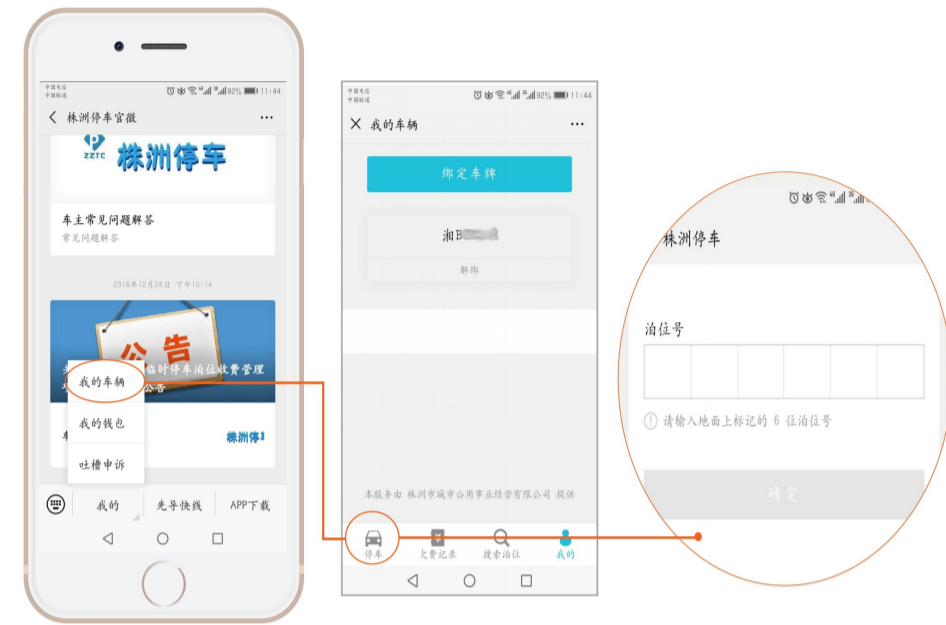 中国电信
中国联通
92% 11:44
株洲停车官微
ZZTC 株洲停车
车主常见问题解答
常见问题解答
2018年12月28日 下午15:14
公告
临时停车泊位收费管理
公告
我的车辆
我的钱包
吐槽申诉
株洲停
我的
先导快线
APP下载
中国电信
中国联通
92% 11:44
我的车辆
绑定车牌
湘B
解绑
本服务由 株洲市城市公用事业经营有限公司 提供
停车
欠费记录
搜索泊位
我的
株洲停车
泊位号
请输入地面上标记的 6 位泊位号
确定